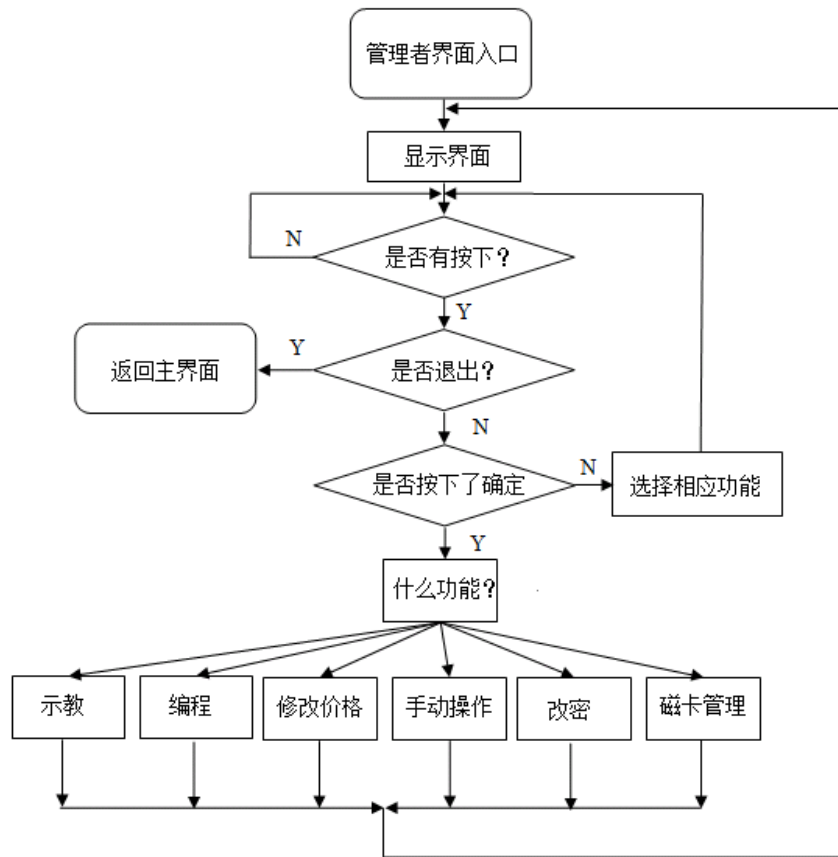 管理者界面入口
显示界面
N
是否有按下？
Y
Y
返回主界面
是否退出？
N
是否按下了确定
N
选择相应功能
Y
什么功能？
示教
编程
修改价格
手动操作
改密
磁卡管理